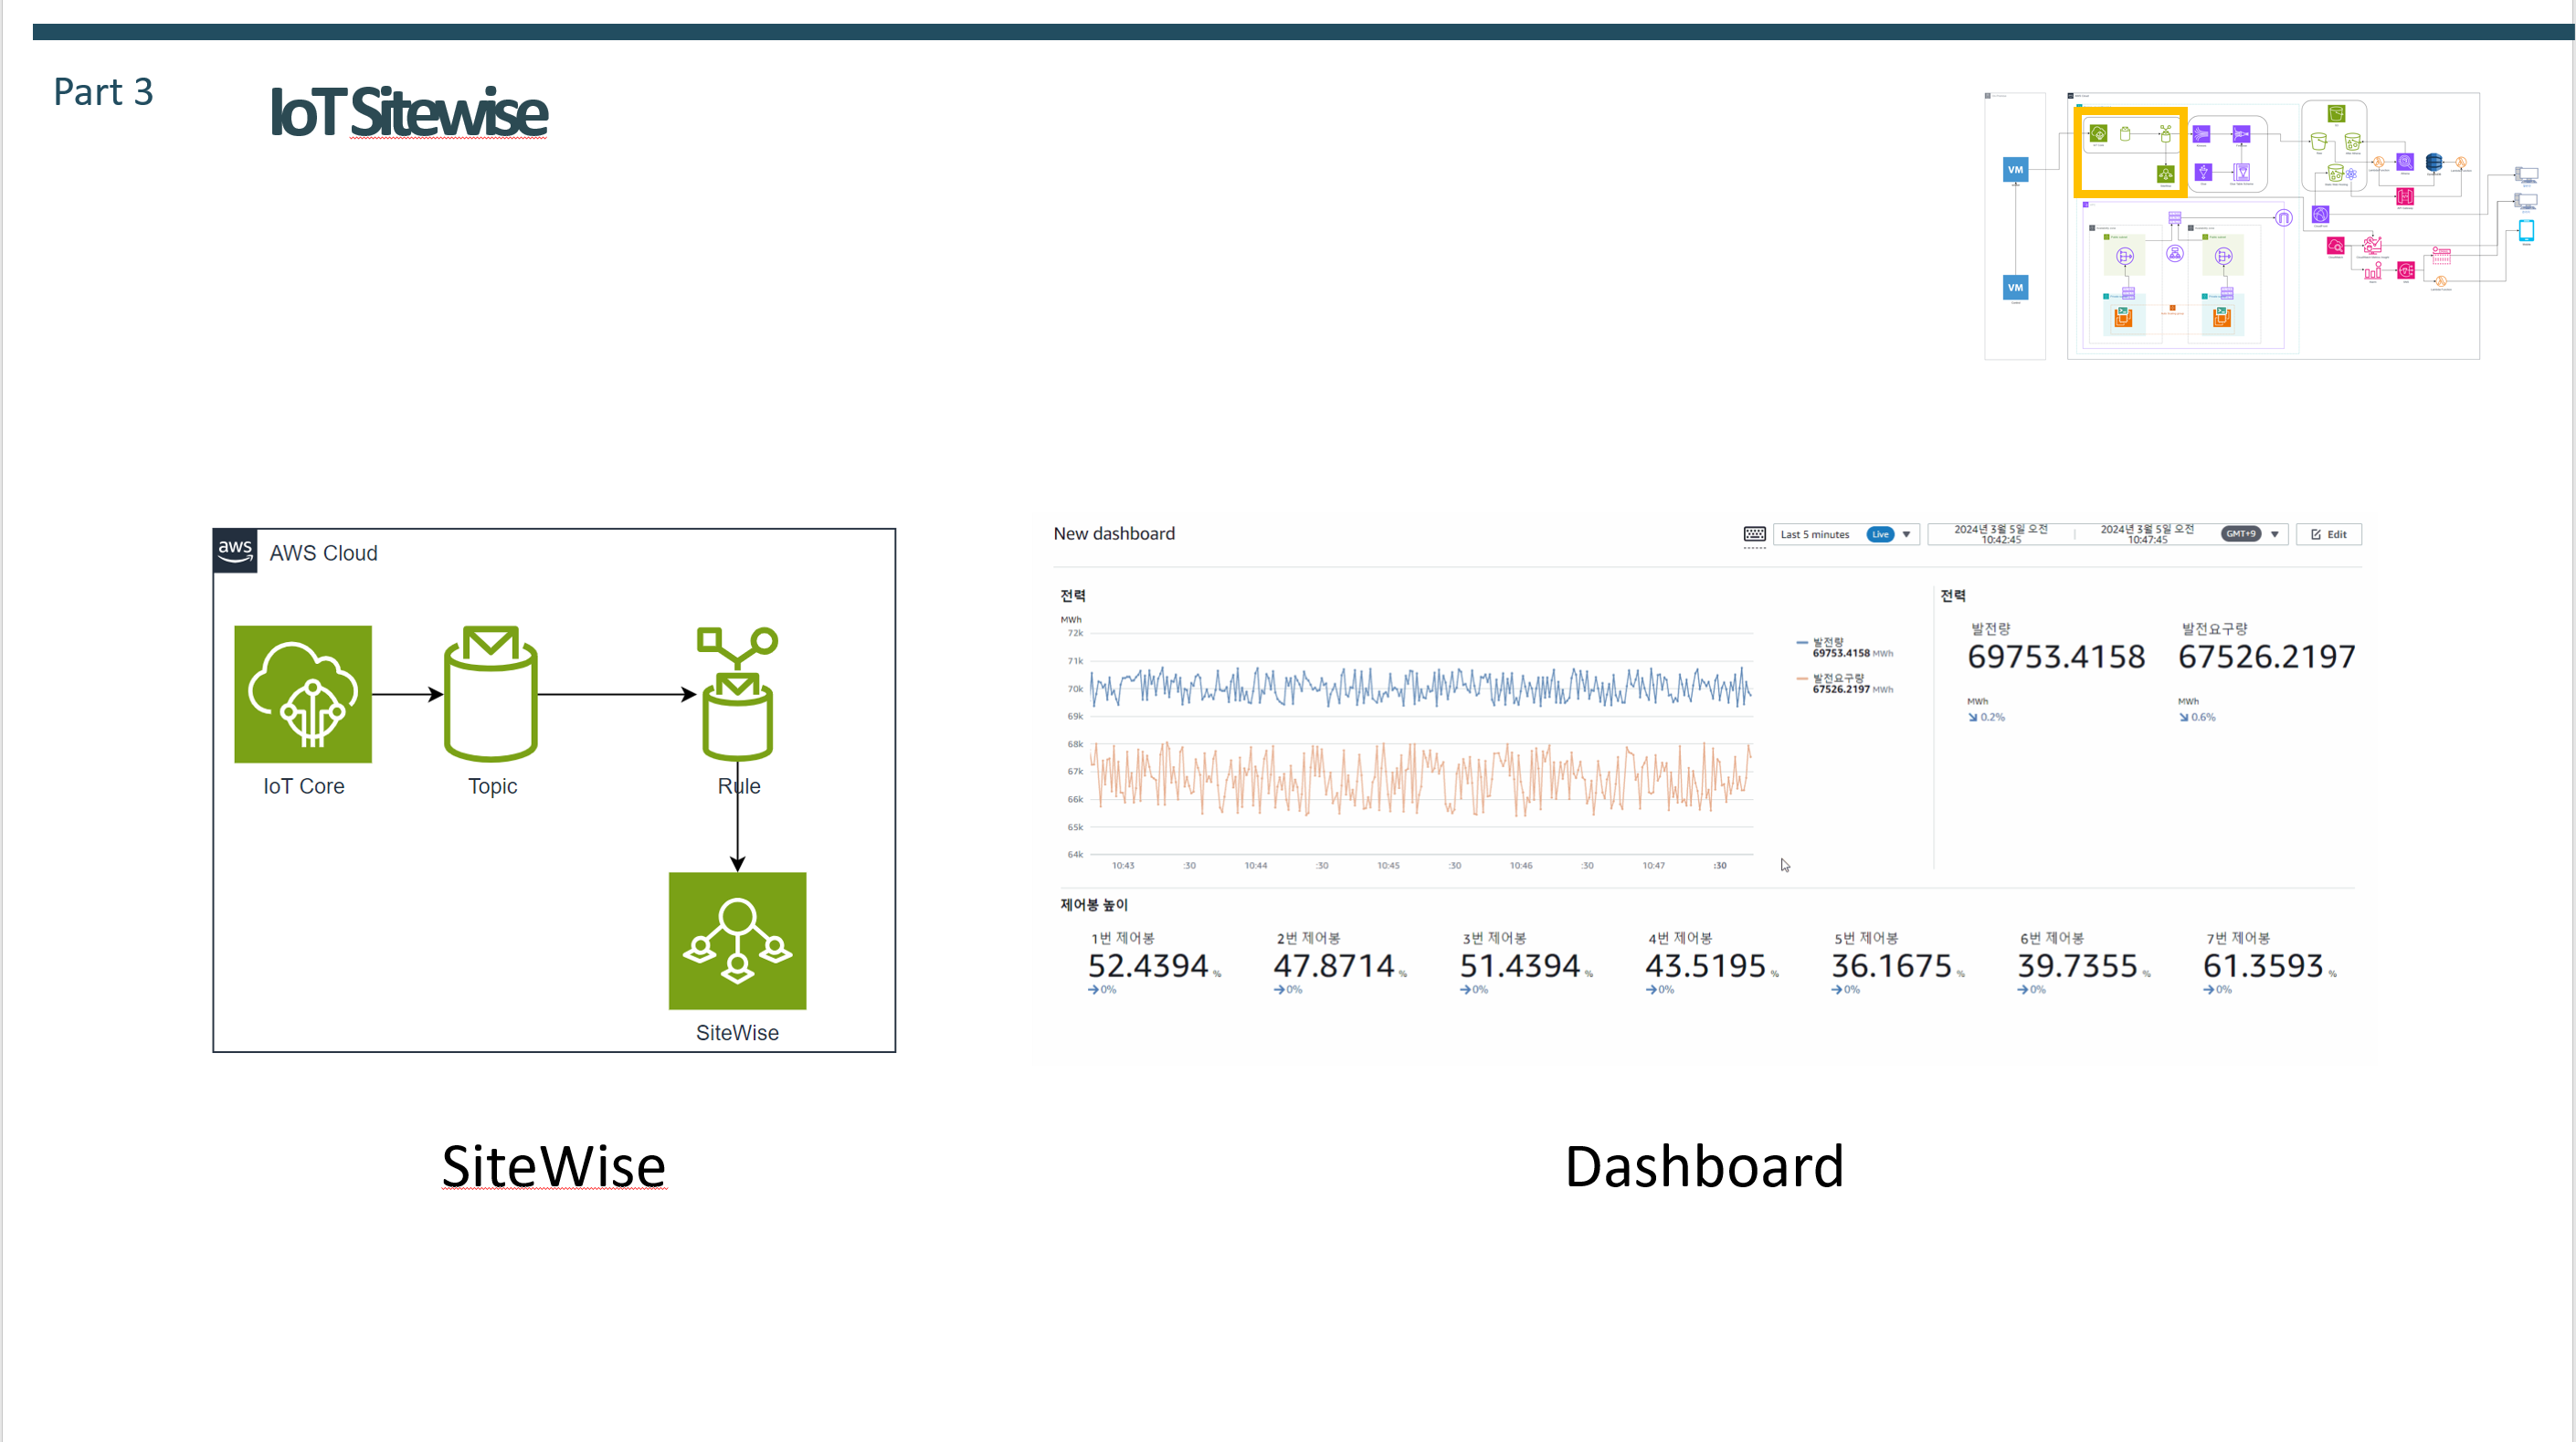 Part 3
IoT Sitewise
VM
VM
aws
AWS Cloud
IoT Core
Topic
Rule
SiteWise
SiteWise
New dashboard
Last 5 minutes
Live
2024년 3월 5일 오전
10:42:45
2024년 3월 5일 오전
10:47:45
GMT+9
Edit
전력
MWh
72k
71k
70k
69k
68k
67k
66k
65k
64k
10:43
:30
10:44
:30
10:45
:30
10:46
:30
10:47
:30
발전량
69753.4158 MWh
발전요구량
67526.2197 MWh
전력
발전량
69753.4158
MWh
0.2%
발전요구량
67526.2197
MWh
0.6%
제어봉 높이
1번 제어봉
52.4394 %
0%
2번 제어봉
47.8714 %
0%
3번 제어봉
51.4394 %
0%
4번 제어봉
43.5195 %
0%
5번 제어봉
36.1675 %
0%
6번 제어봉
39.7355 %
0%
7번 제어봉
61.3593 %
0%
Dashboard